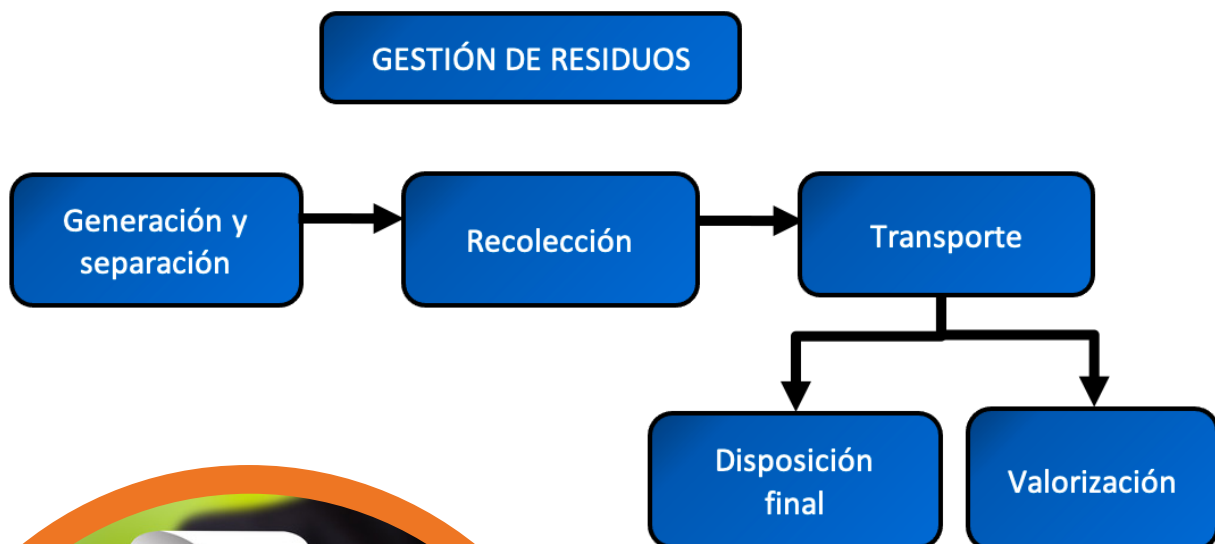 GESTIÓN DE RESIDUOS
Generación y
separación
Recolección
Transporte
Disposición
final
Valorización